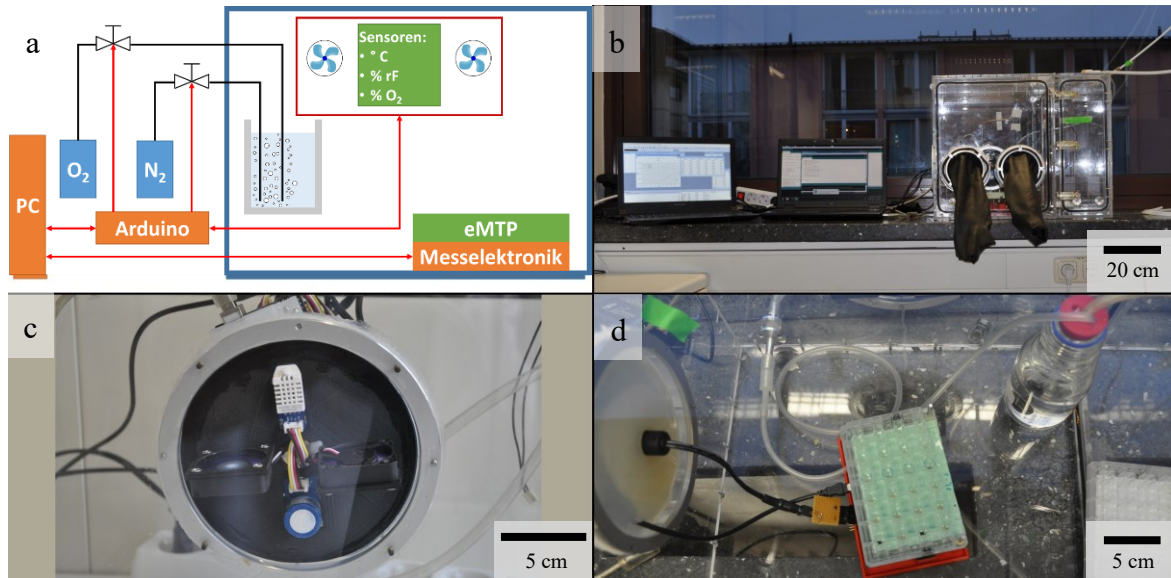 a
Sensoren:
• ° C
• % rF
• % O₂
O₂
N₂
PC
Arduino
eMTP
Messelektronik
b
20 cm
c
5 cm
d
5 cm